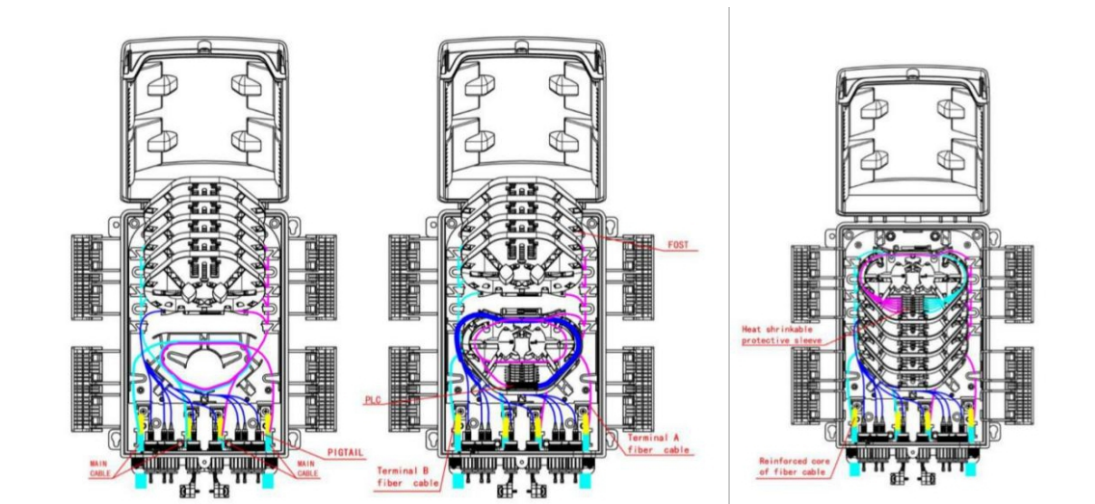 FOST
Heat shrinkable
protective sleeve
PLC
PIGTAIL
MAIN
CABLE
MAIN
CABLE
Terminal A
fiber cable
Terminal B
fiber cable
Reinforced core
of fiber cable